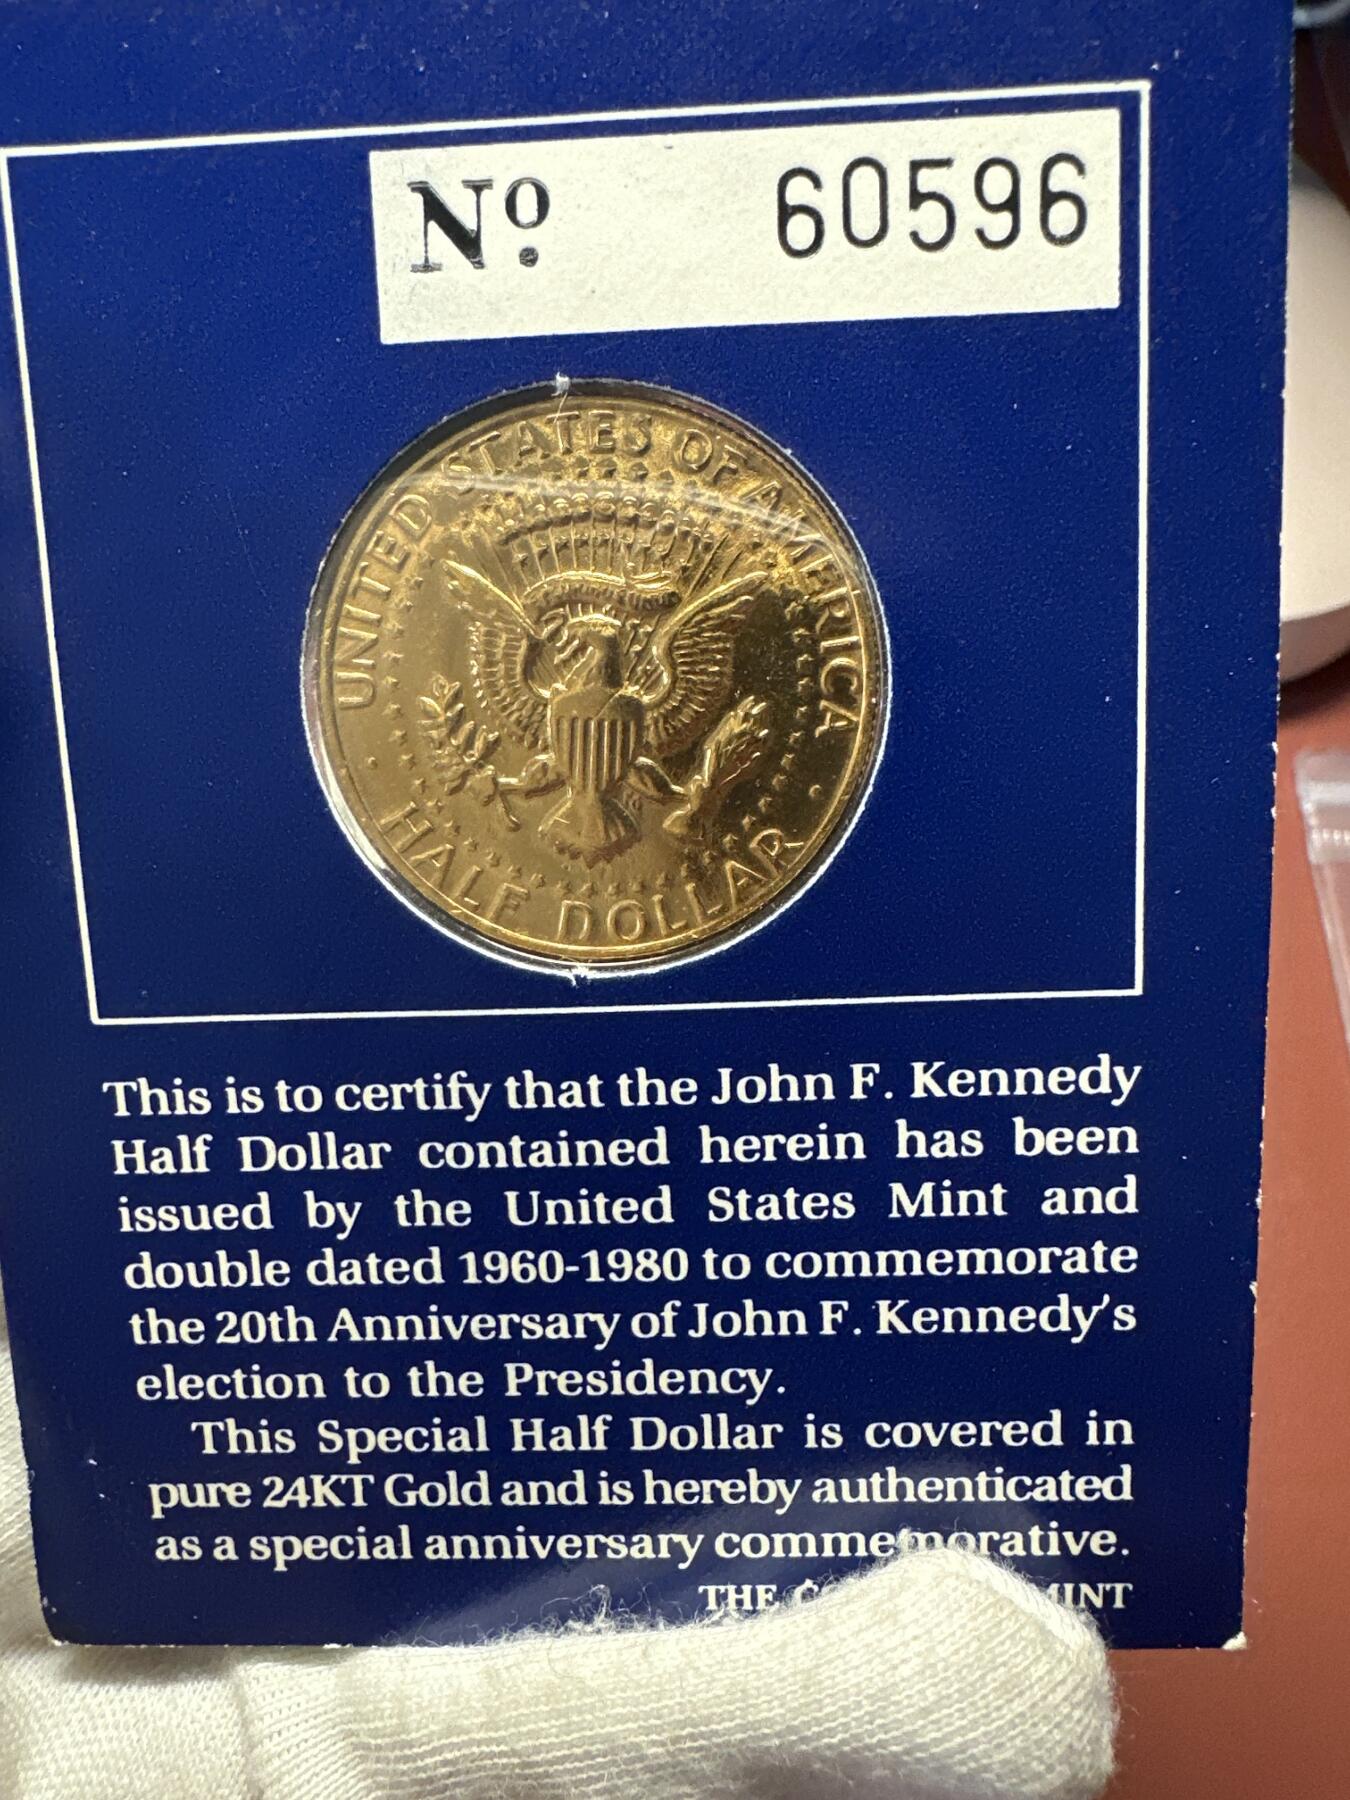 Nº 60596
UNITED STATES OF AMERICA
HALF DOLLAR
This is to certify that the John F. Kennedy
Half Dollar contained herein has been
issued by the United States Mint and
double dated 1960-1980 to commemorate
the 20th Anniversary of John F. Kennedy's
election to the Presidency.
This Special Half Dollar is covered in
pure 24KT Gold and is hereby authenticated
as a special anniversary commemorative.
THE MINT